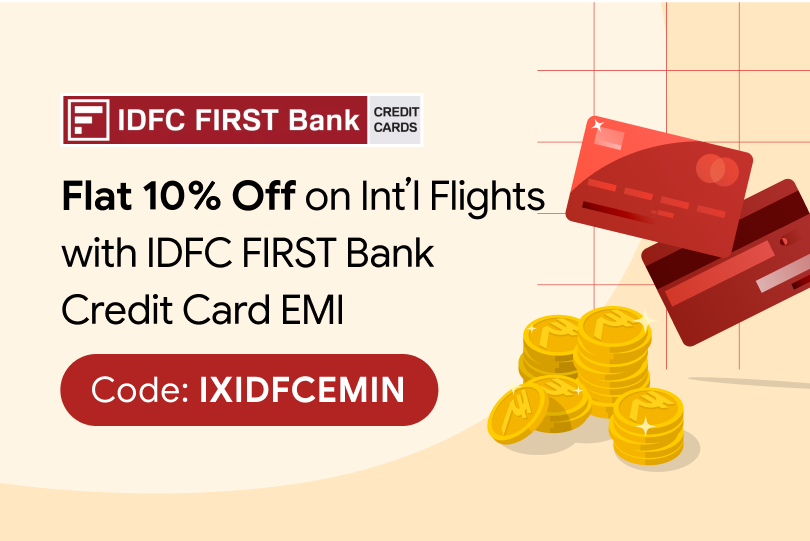 IDFC FIRST Bank
CREDIT
CARDS
Flat 10% Off on Int'l Flights
with IDFC FIRST Bank
Credit Card EMI
Code: IXIDFCEMIN